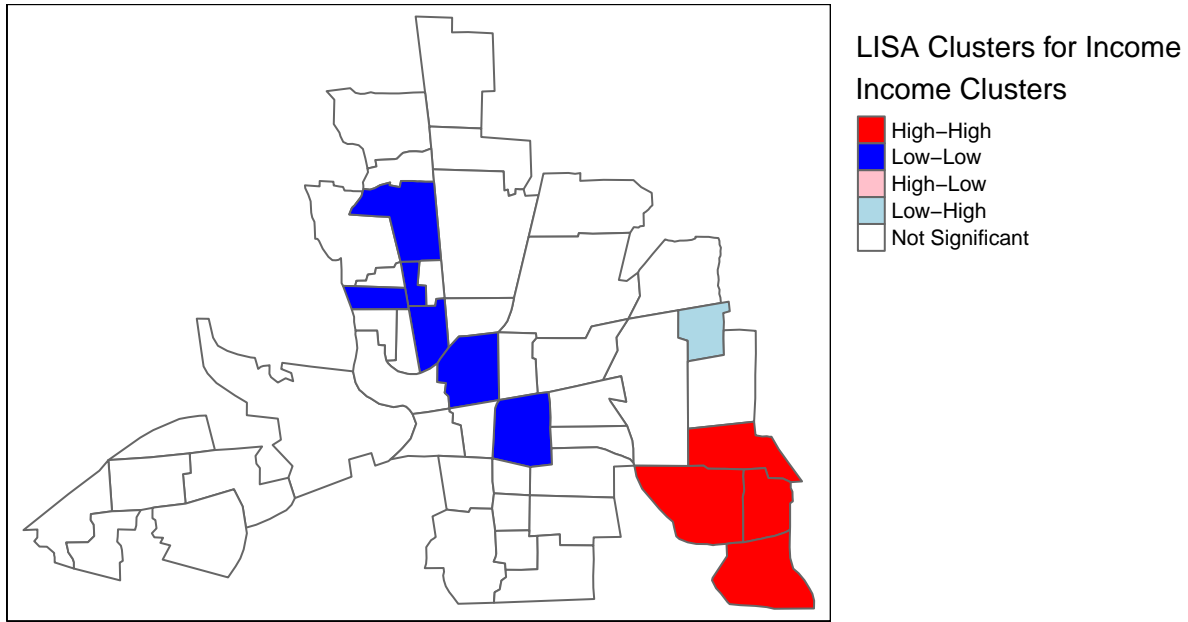 LISA Clusters for Income
Income Clusters
High−High
Low−Low
High−Low
Low−High
Not Significant